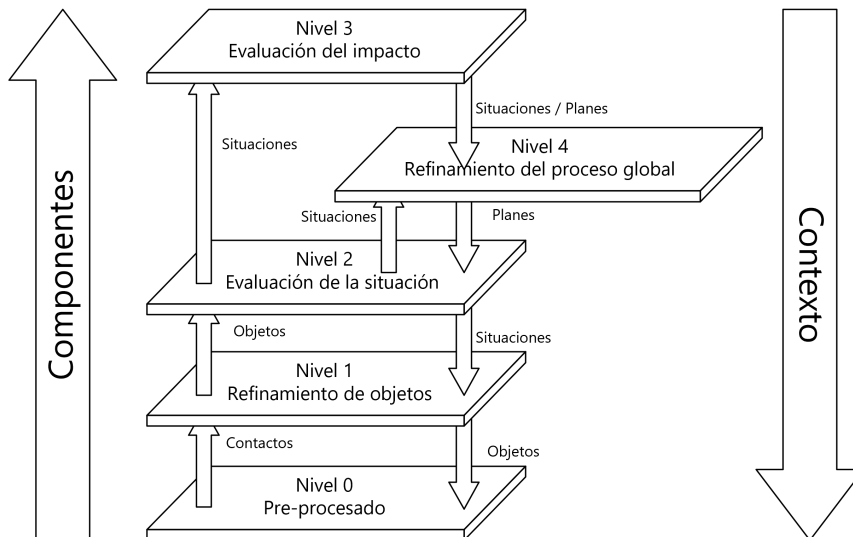 Nivel 3
Evaluación del impacto
Situaciones / Planes
Situaciones
Nivel 4
Refinamiento del proceso global
Situaciones
Planes
Nivel 2
Evaluación de la situación
Objetos
Situaciones
Nivel 1
Refinamiento de objetos
Contactos
Objetos
Nivel 0
Pre-procesado
Componentes
Contexto